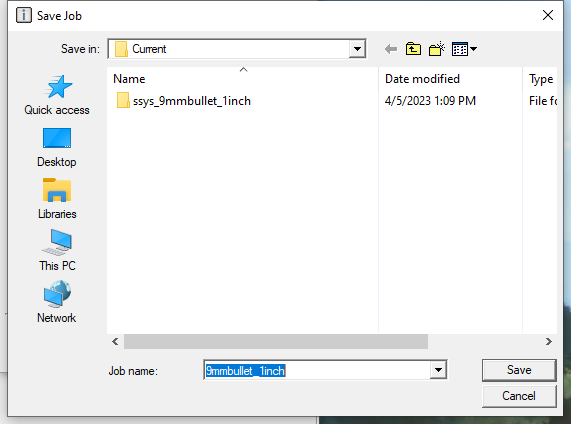 Save Job
Save in: Current
Name Date modified Type
ssys_9mmbullet_1inch 4/5/2023 1:09 PM File fo
Quick access
Desktop
Libraries
This PC
Network
Job name: 9mmbullet_1inch Save
Cancel